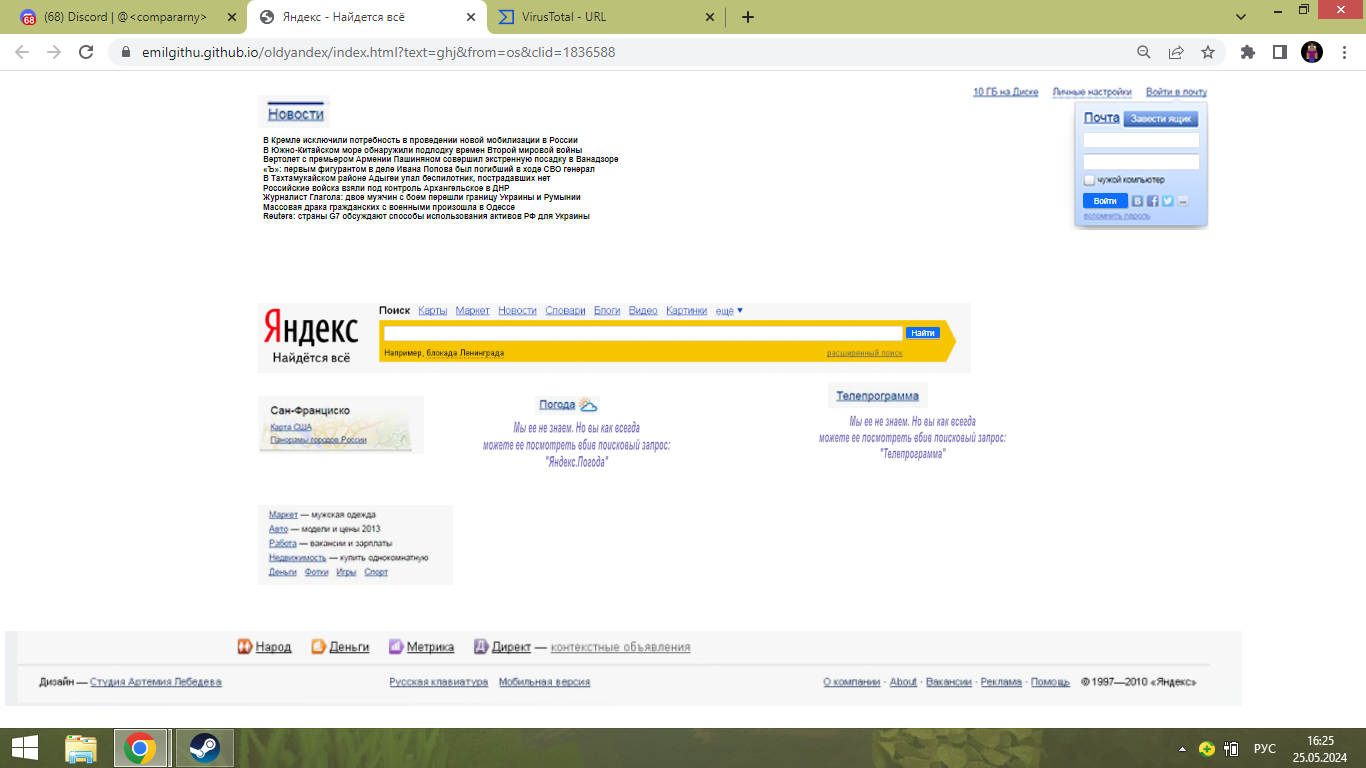 (68) Discord | @<compararny>
Яндекс - Найдется всё
VirusTotal - URL
emilgithu.github.io/oldyandex/index.html?text=ghj&from=os&clid=1836588
10 ГБ на Диске Личные настройки Войти в почту
Новости
Почта Завести ящик
В Кремле исключили потребность в проведении новой мобилизации в России
В Южно-Китайском море обнаружили подлодку времен Второй мировой войны
Вертолет с премьером Армении Пашиняном совершил экстренную посадку в Ванадзоре
«Ъ»: первым фигурантом в деле Ивана Попова был погибший в ходе СВО генерал
В Тахтамукайском районе Адыгеи упал беспилотник, пострадавших нет
Российские войска взяли под контроль Архангельское в ДНР
Журналист Глагола: двое мужчин с боем перешли границу Украины и Румынии
Массовая драка гражданских с военными произошла в Одессе
Reuters: страны G7 обсуждают способы использования активов РФ для Украины
чужой компьютер
Войти
вспомнить пароль
Поиск Карты Маркет Новости Словари Блоги Видео Картинки ещё
Яндекс
Найдётся всё
Найти
Например, блокада Ленинграда
расширенный поиск
Сан-Франциско
Карта США
Панорамы городов России
Погода
Мы ее не знаем. Но вы как всегда
можете ее посмотреть вбив поисковый запрос:
"Яндекс.Погода"
Телепрограмма
Мы ее не знаем. Но вы как всегда
можете ее посмотреть вбив поисковый запрос:
"Телепрограмма"
Маркет — мужская одежда
Авто — модели и цены 2013
Работа — вакансии и зарплаты
Недвижимость — купить однокомнатную
Деньги Фотки Игры Спорт
Народ Деньги Метрика Директ — контекстные объявления
Дизайн — Студия Артемия Лебедева
Русская клавиатура Мобильная версия
О компании · About · Вакансии · Реклама · Помощь © 1997—2010 «Яндекс»
РУС
16:25
25.05.2024